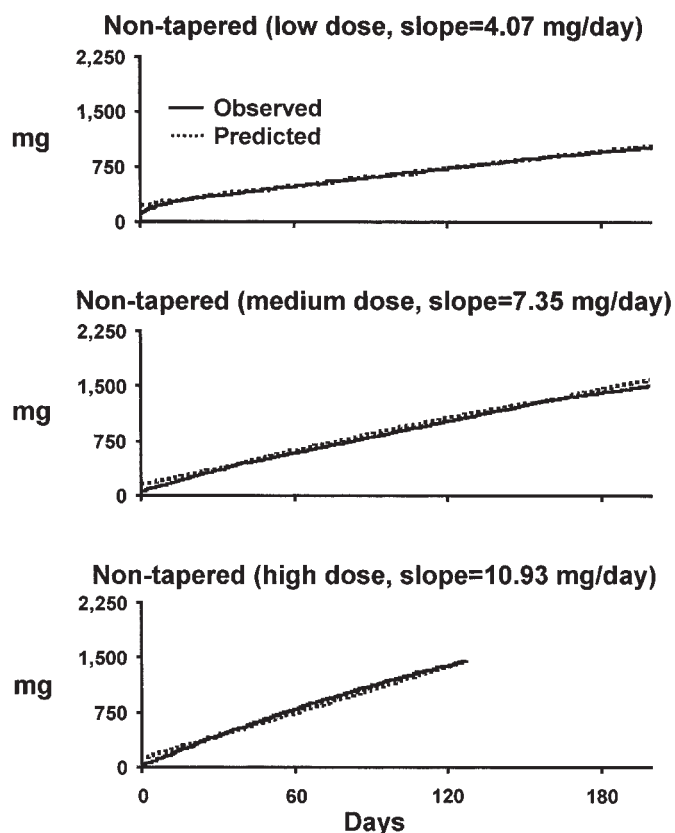 Non-tapered (low dose, slope=4.07 mg/day)
2,250
1,500
mg
750
0
Observed
Predicted
Non-tapered (medium dose, slope=7.35 mg/day)
2,250
1,500
mg
750
0
Non-tapered (high dose, slope=10.93 mg/day)
2,250
1,500
mg
750
0
0 60 120 180
Days